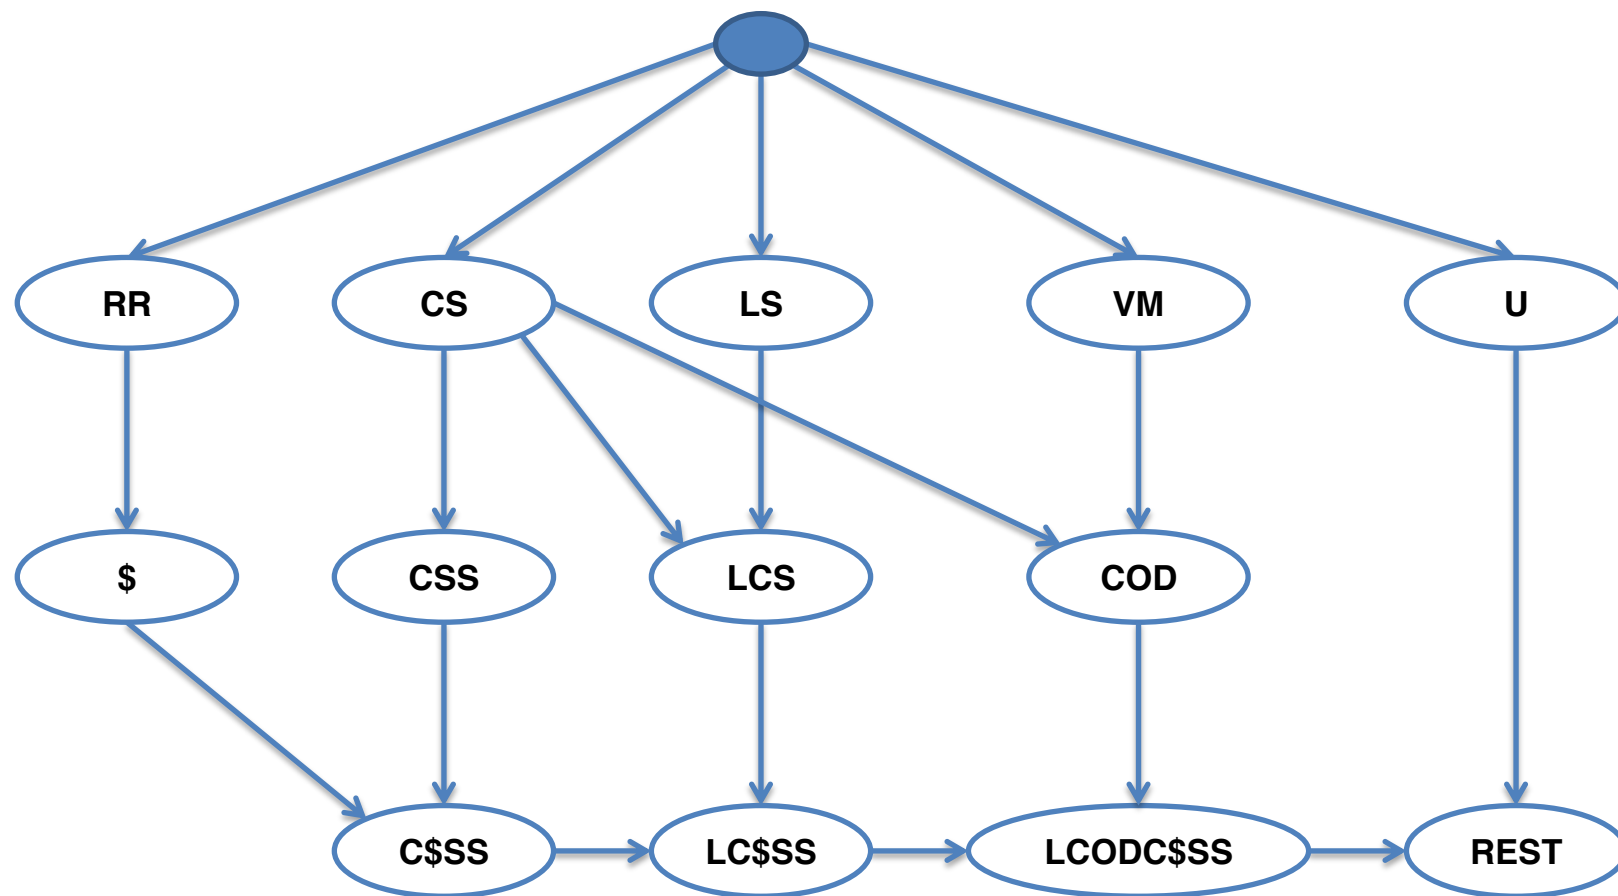 RR
CS
LS
VM
U
$
CSS
LCS
COD
C$SS
LC$SS
LCODC$SS
REST